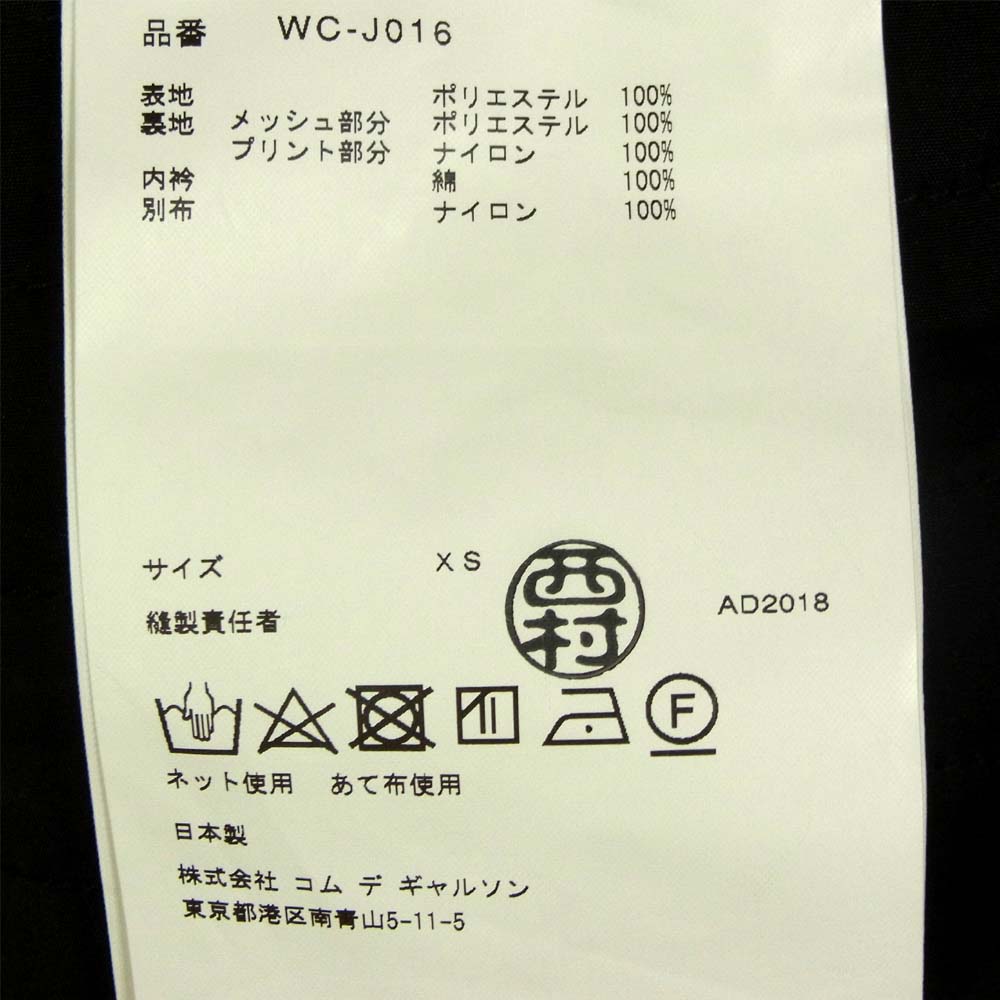 品番 WC-J016
表地 ポリエステル 100%
裏地 メッシュ部分 ポリエステル 100%
プリント部分 ナイロン 100%
内衿 綿 100%
別布 ナイロン 100%
サイズ XS
西村
AD2018
縫製責任者
F
ネット使用 あて布使用
日本製
株式会社 コム デ ギャルソン
東京都港区南青山5-11-5